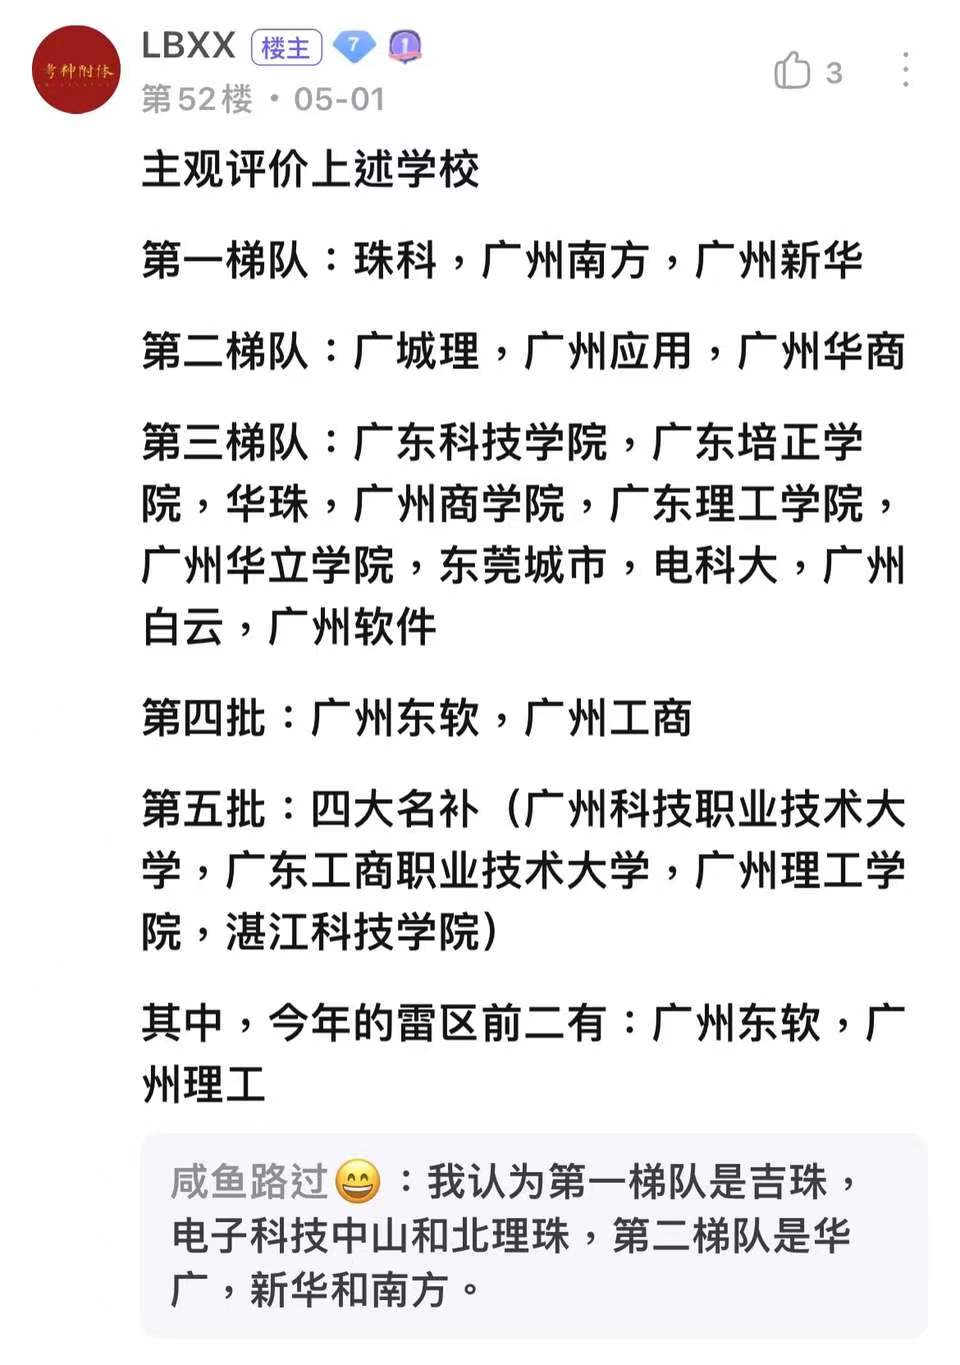 考神附体
LBXX 楼主 7 1
第52楼·05-01
3
主观评价上述学校
第一梯队：珠科，广州南方，广州新华
第二梯队：广城理，广州应用，广州华商
第三梯队：广东科技学院，广东培正学
院，华珠，广州商学院，广东理工学院，
广州华立学院，东莞城市，电科大，广州
白云，广州软件
第四批：广州东软，广州工商
第五批：四大名补（广州科技职业技术大
学，广东工商职业技术大学，广州理工学
院，湛江科技学院）
其中，今年的雷区前二有：广州东软，广
州理工
咸鱼路过😄：我认为第一梯队是吉珠，
电子科技中山和北理珠，第二梯队是华
广，新华和南方。